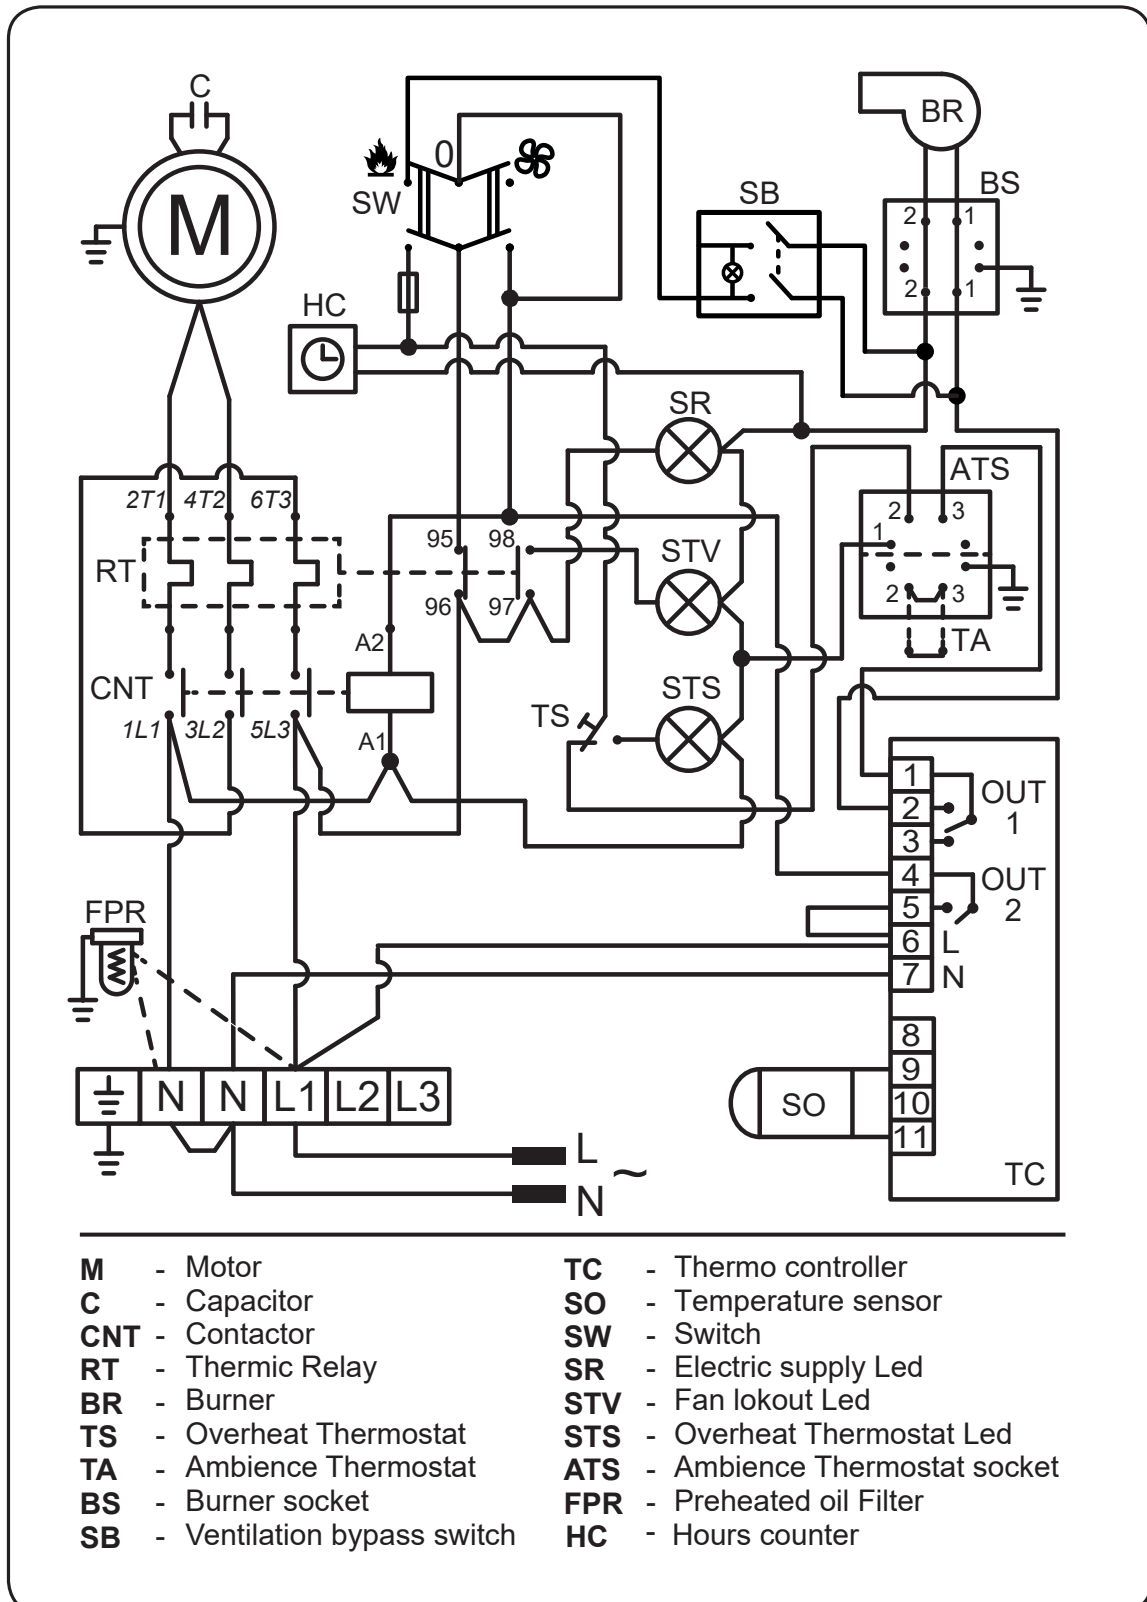 C
BR
0
SW
SB
BS
M
2 1
2 1
HC
SR
ATS
2T1 4T2 6T3
2 3
1
95 98
STV
RT
96 97
2 3
A2
TA
CNT
STS
TS
1L1 3L2 5L3
A1
1
2
3
OUT
1
4
5
OUT
2
6 L
7 N
FPR
8
9
10
11
SO
TC
N N L1 L2 L3
L
N ~
M - Motor
C - Capacitor
CNT - Contactor
RT - Thermic Relay
BR - Burner
TS - Overheat Thermostat
TA - Ambience Thermostat
BS - Burner socket
SB - Ventilation bypass switch
TC - Thermo controller
SO - Temperature sensor
SW - Switch
SR - Electric supply Led
STV - Fan lokout Led
STS - Overheat Thermostat Led
ATS - Ambience Thermostat socket
FPR - Preheated oil Filter
HC - Hours counter